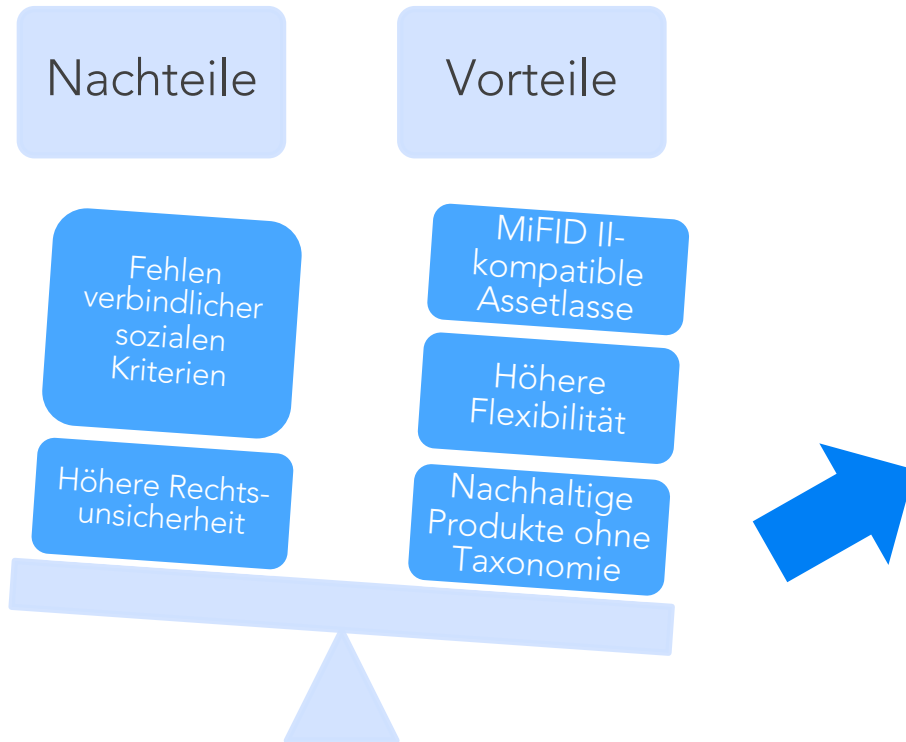 Nachteile
Vorteile
Fehlen
verbindlicher
sozialen
Kriterien
Höhere Rechts-
unsicherheit
MiFID II-
kompatible
Assetlasse
Höhere
Flexibilität
Nachhaltige
Produkte ohne
Taxonomie